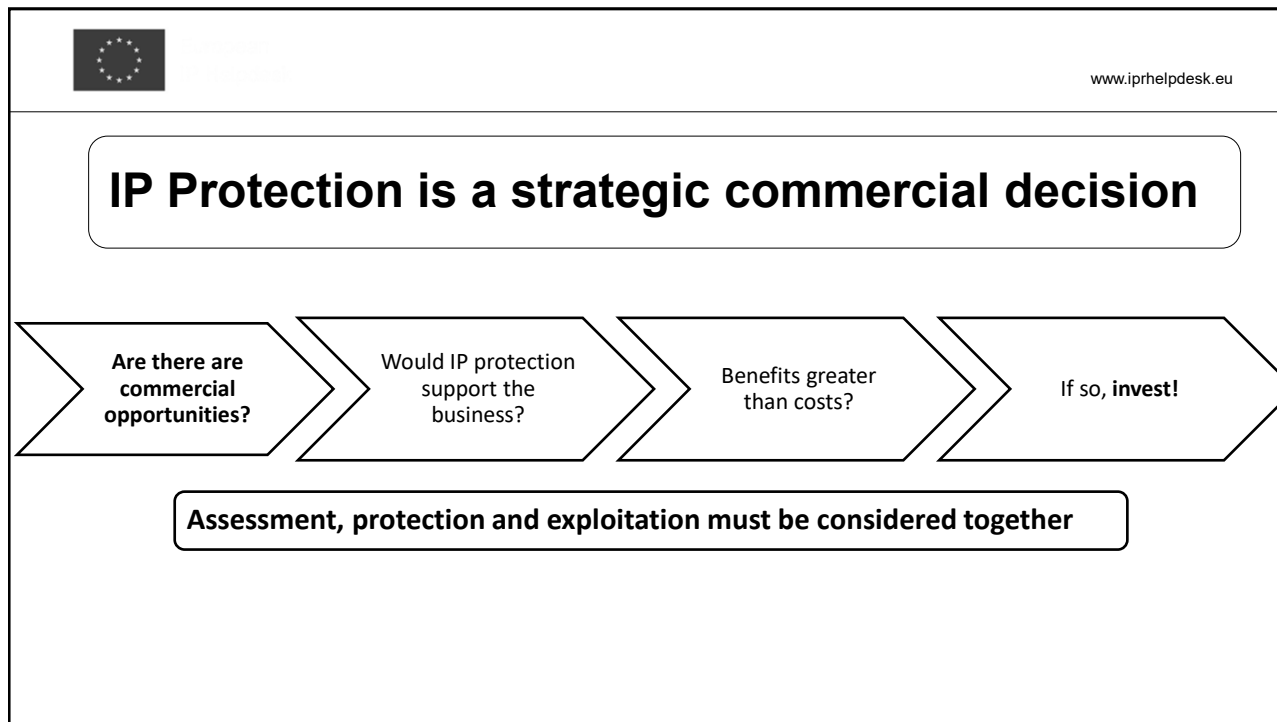 www.iprhelpdesk.eu
IP Protection is a strategic commercial decision
Are there are
commercial
opportunities?
Would IP protection
support the
business?
Benefits greater
than costs?
If so, invest!
Assessment, protection and exploitation must be considered together